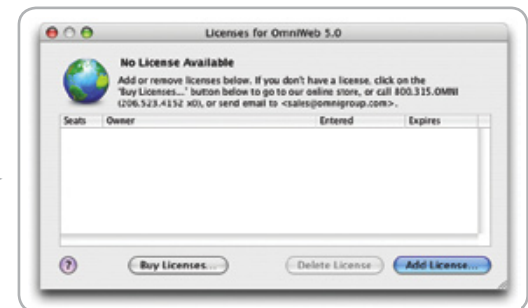 Licenses for OmniWeb 5.0
No License Available
Add or remove licenses below. If you don't have a license, click on the
'Buy Licenses...' button below to go to our online store, or call 800.315.OMNI
(206.523.4152 x0), or send email to <sales@omnigroup.com>.
Seats Owner Entered Expires
? Buy Licenses... Delete License Add License...